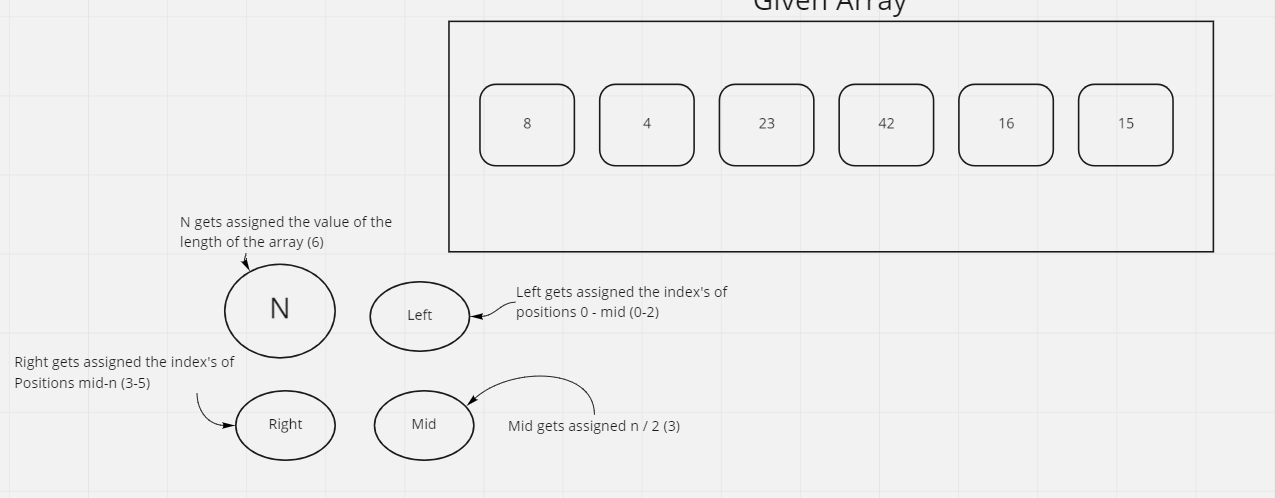 Given Array
8 4 23 42 16 15
N gets assigned the value of the
length of the array (6)
N
Left
Left gets assigned the index's of
positions 0 - mid (0-2)
Right gets assigned the index's of
Positions mid-n (3-5)
Right
Mid
Mid gets assigned n / 2 (3)